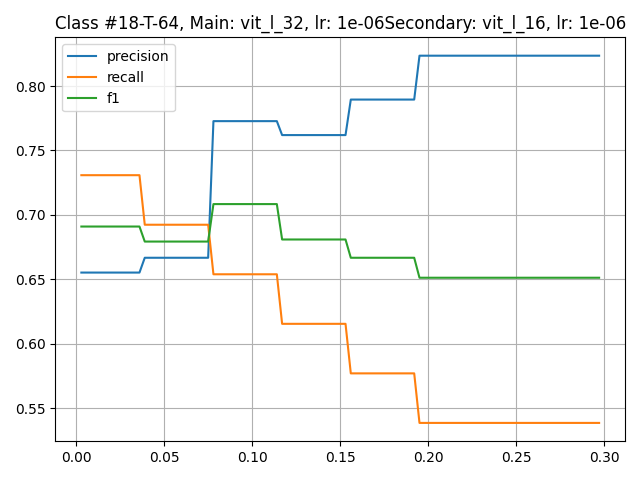 Class #18-T-64, Main: vit_l_32, lr: 1e-06Secondary: vit_l_16, lr: 1e-06
precision
recall
f1
0.80
0.75
0.70
0.65
0.60
0.55
0.00 0.05 0.10 0.15 0.20 0.25 0.30